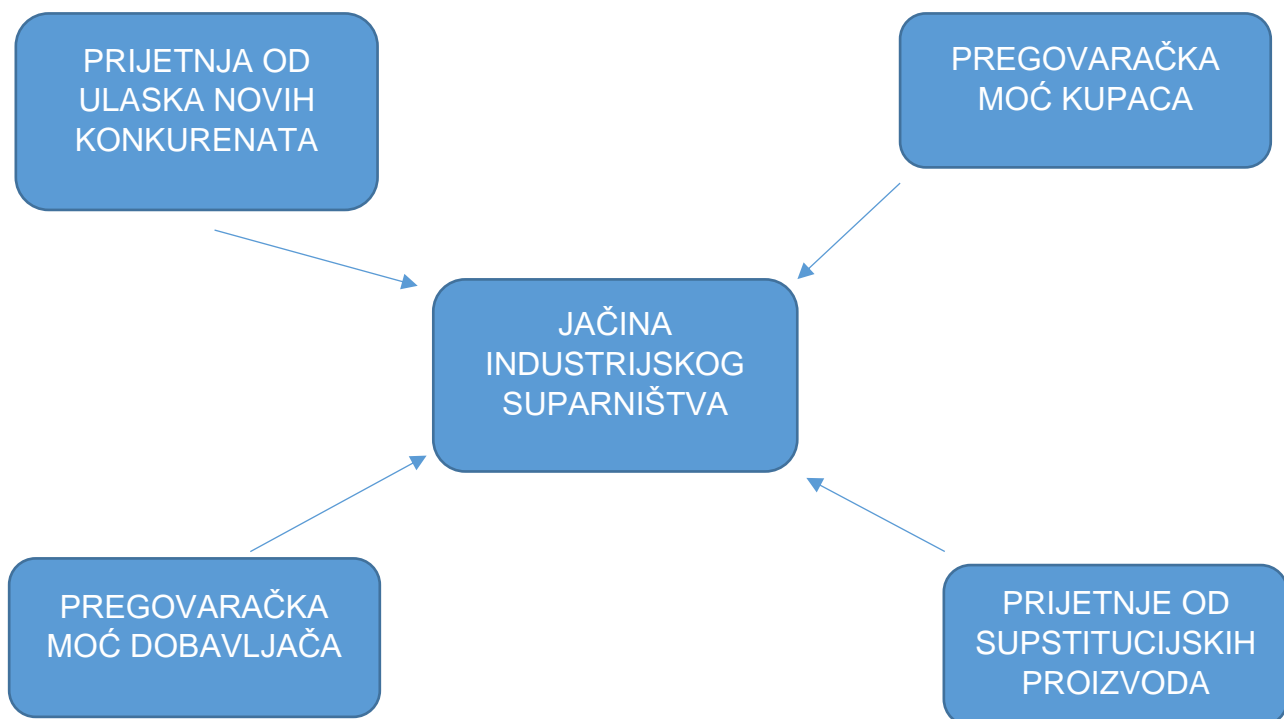 PRIJETNJA OD
ULASKA NOVIH
KONKURENATA
PREGOVARAČKA
MOĆ KUPACA
JAČINA
INDUSTRIJSKOG
SUPARNIŠTVA
PREGOVARAČKA
MOĆ DOBAVLJAČA
PRIJETNJE OD
SUPSTITUCIJSKIH
PROIZVODA